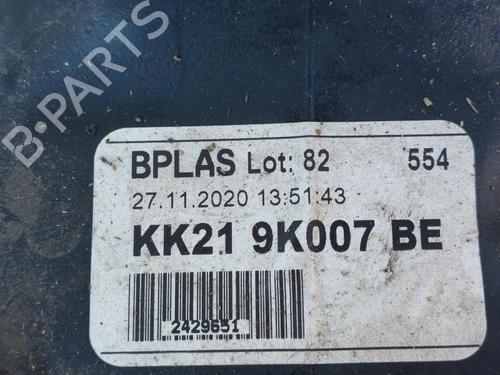 B-PARTS
BPLAS Lot: 82 554
27.11.2020 13:51:43
KK21 9K007 BE
2429651